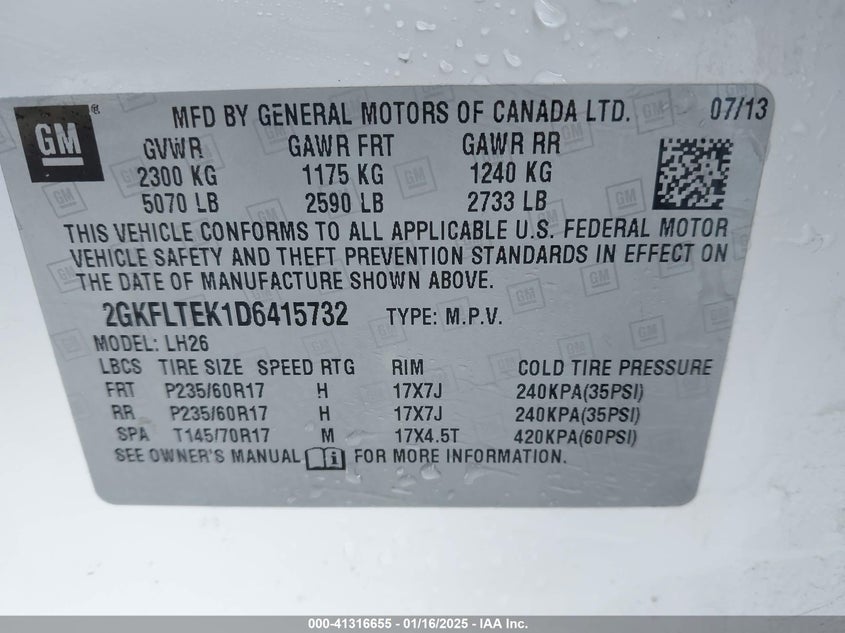 GM
®
MFD BY GENERAL MOTORS OF CANADA LTD. 07/13
GVWR GAWR FRT GAWR RR
2300 KG 1175 KG 1240 KG
5070 LB 2590 LB 2733 LB
THIS VEHICLE CONFORMS TO ALL APPLICABLE U.S. FEDERAL MOTOR
VEHICLE SAFETY AND THEFT PREVENTION STANDARDS IN EFFECT ON
THE DATE OF MANUFACTURE SHOWN ABOVE.
2GKFLTEK1D6415732 TYPE: M.P.V.
MODEL: LH26
LBCS TIRE SIZE SPEED RTG RIM COLD TIRE PRESSURE
FRT P235/60R17 H 17X7J 240KPA(35PSI)
RR P235/60R17 H 17X7J 240KPA(35PSI)
SPA T145/70R17 M 17X4.5T 420KPA(60PSI)
SEE OWNER'S MANUAL FOR MORE INFORMATION.
000-41316655 - 01/16/2025 - IAA Inc.